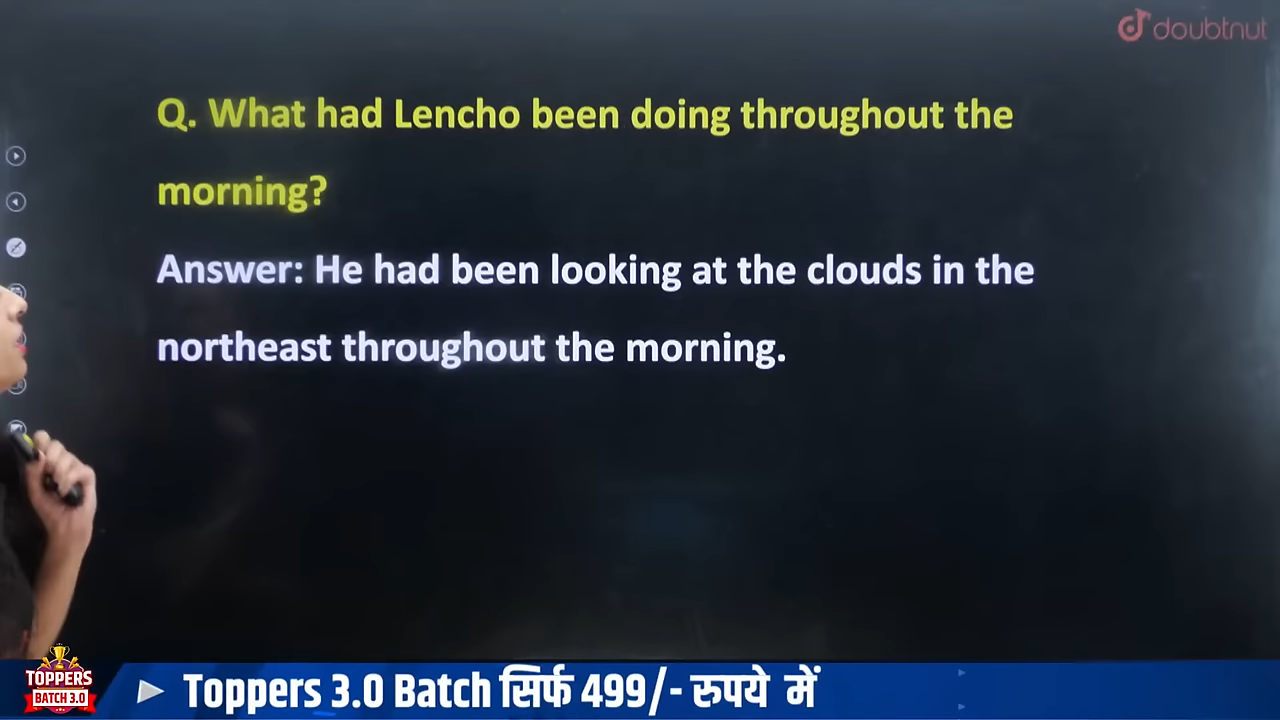 doubtnut
Q. What had Lencho been doing throughout the
morning?
Answer: He had been looking at the clouds in the
northeast throughout the morning.
TOPPERS
BATCH 3.0
Toppers 3.0 Batch सिर्फ 499/- रुपये में